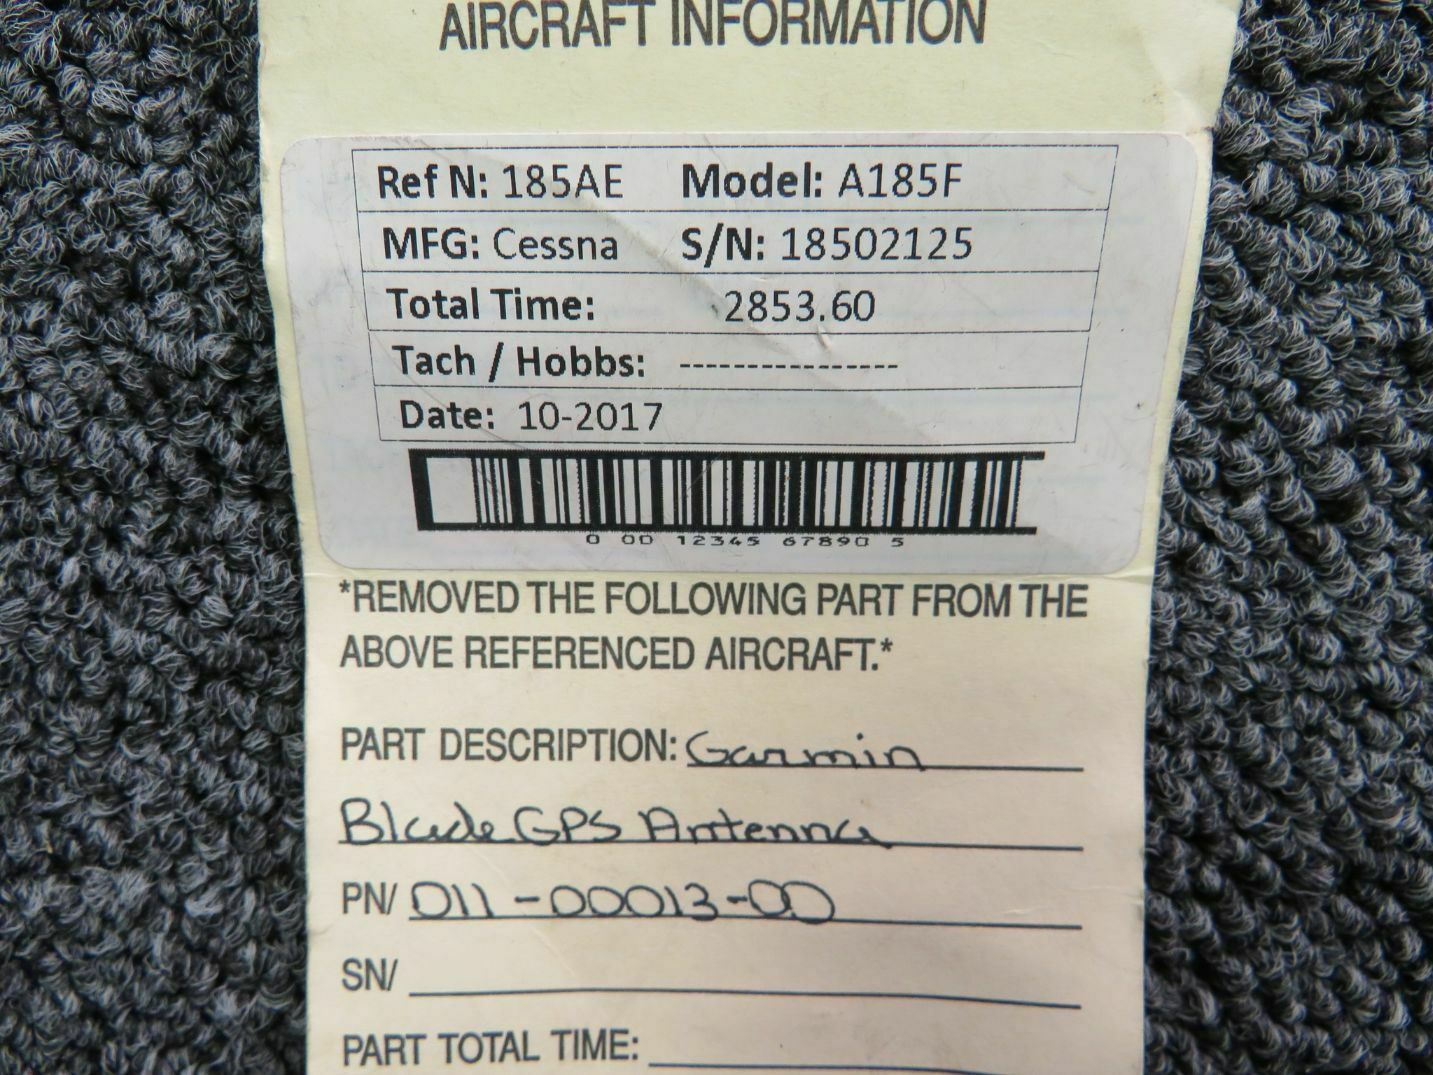 AIRCRAFT INFORMATION
Ref N: 185AE Model: A185F
MFG: Cessna S/N: 18502125
Total Time: 2853.60
Tach / Hobbs: ----------------
Date: 10-2017
0 00 12345 67890 5
*REMOVED THE FOLLOWING PART FROM THE
ABOVE REFERENCED AIRCRAFT.*
PART DESCRIPTION: Garmin
Blade GPS Antenna
PN/ 011-00013-00
SN/
PART TOTAL TIME: